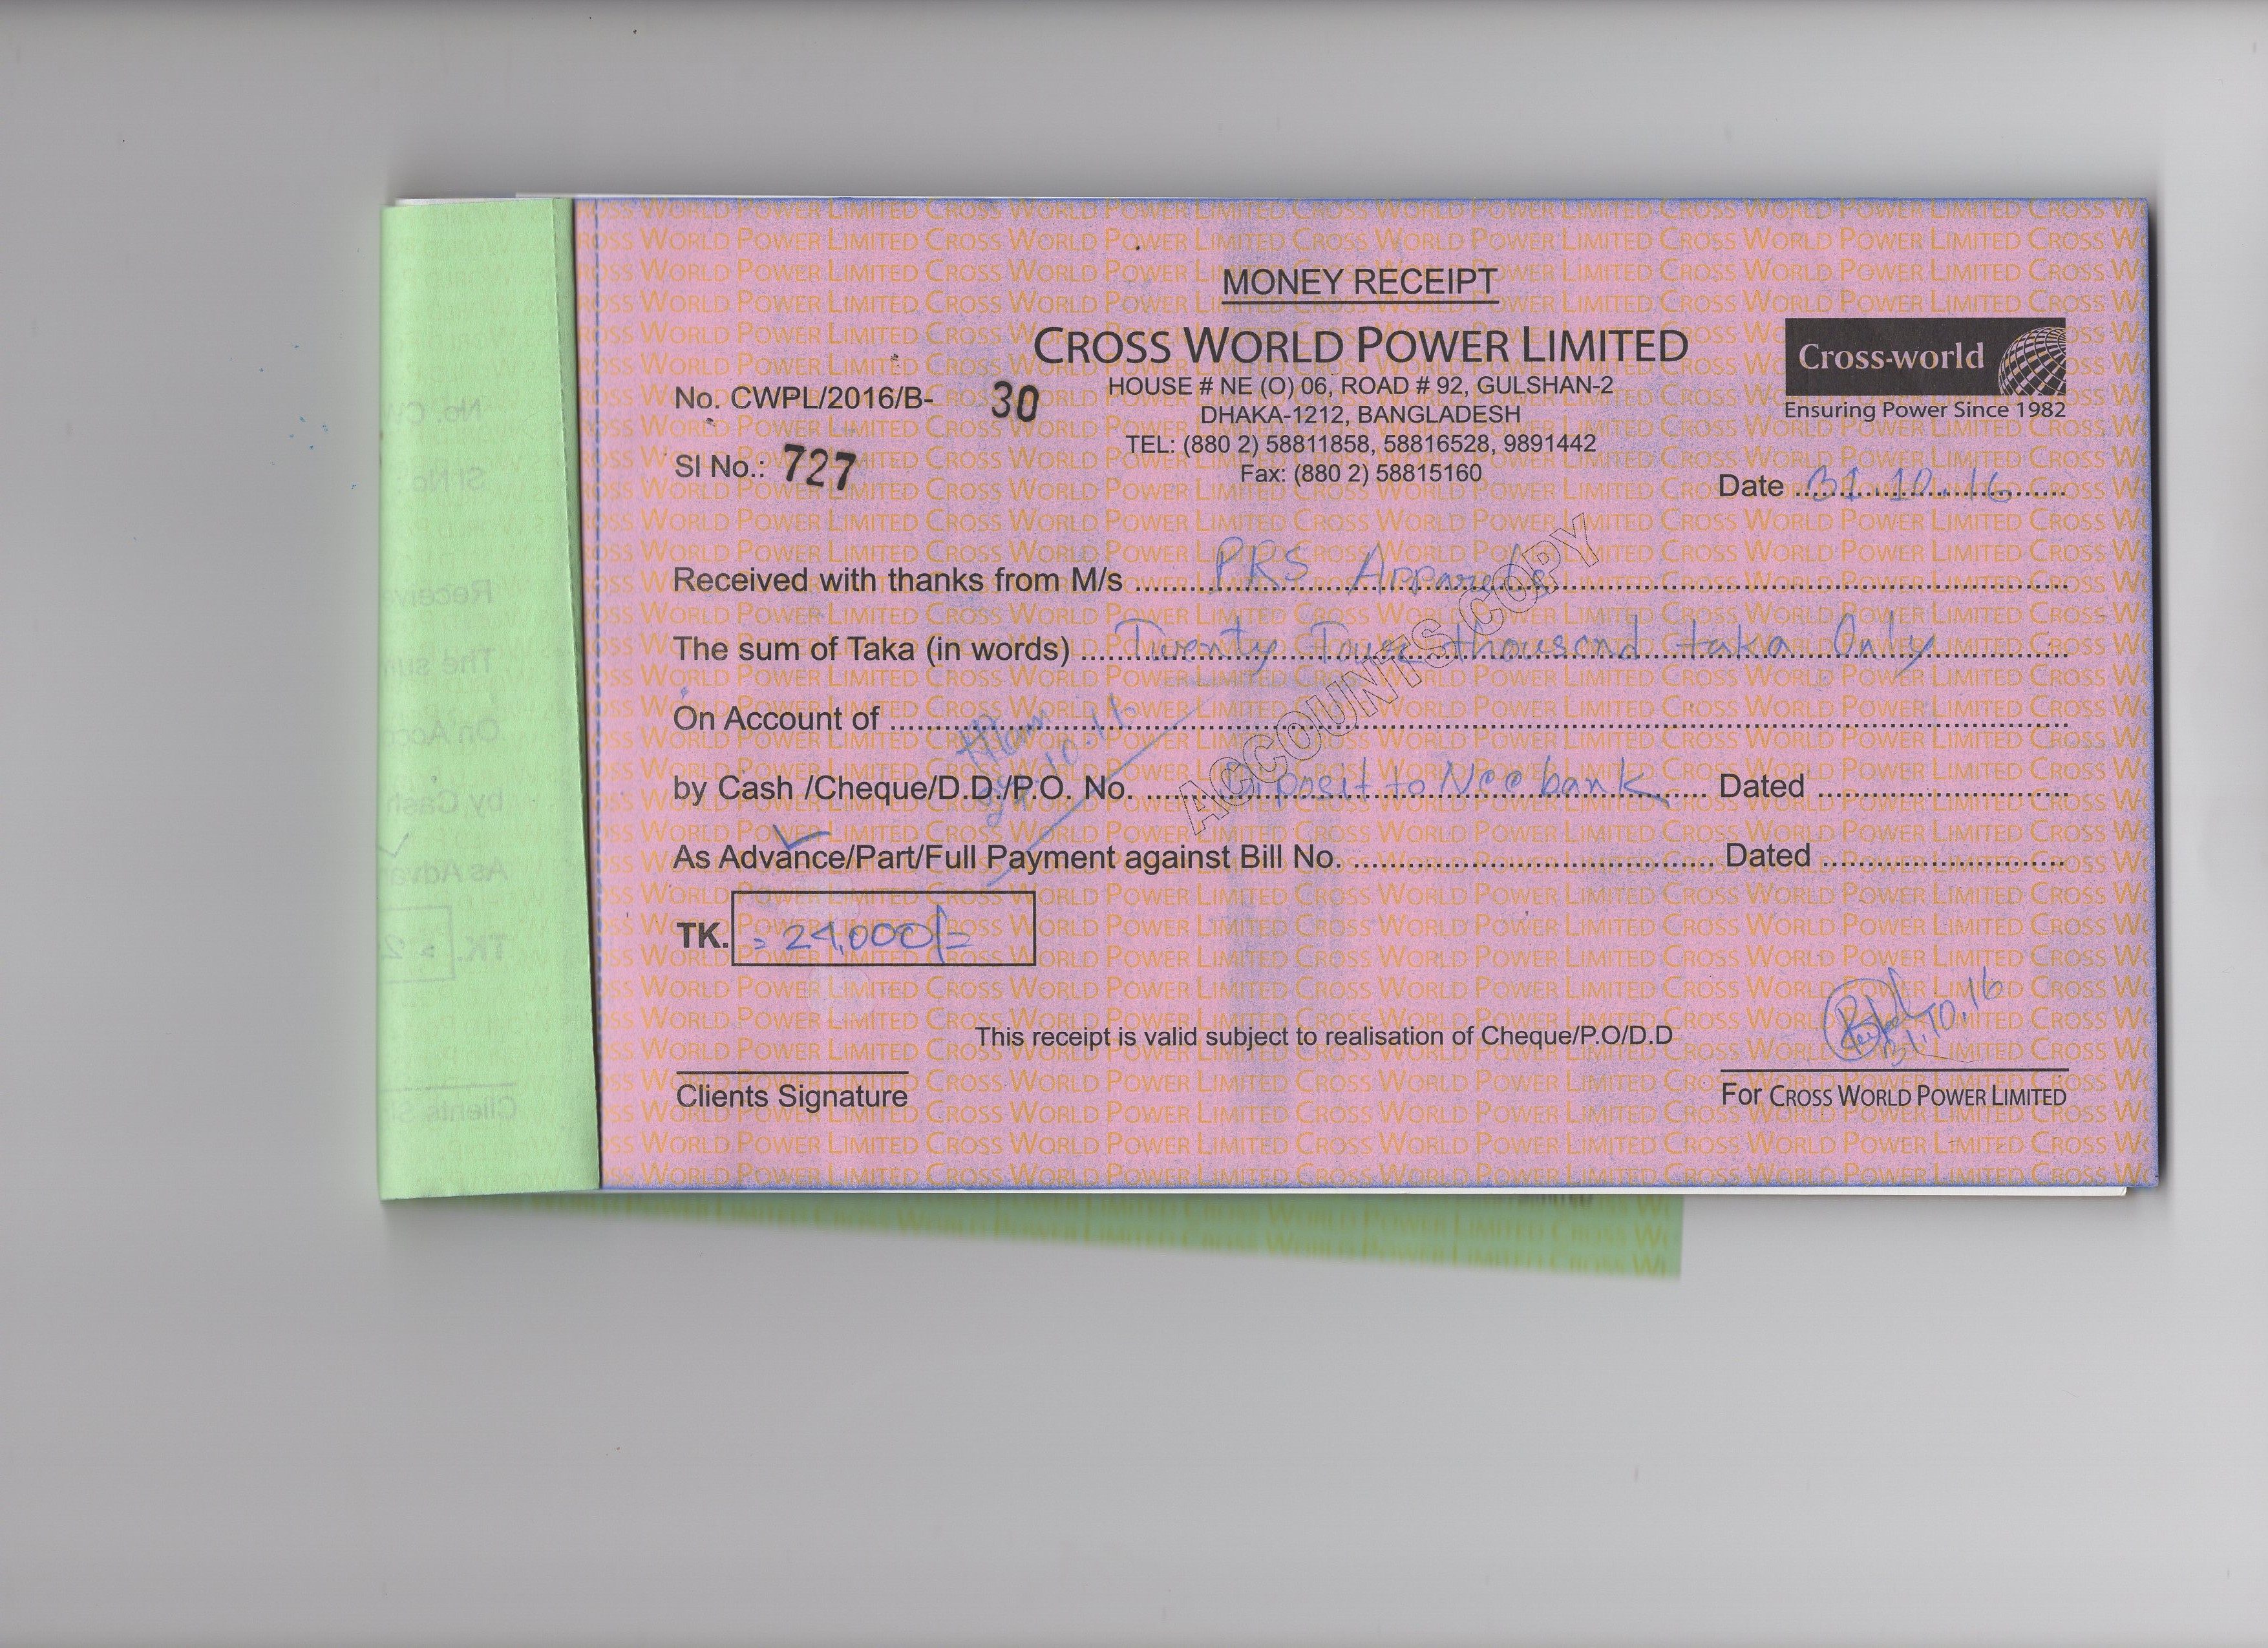 MONEY RECEIPT
CROSS WORLD POWER LIMITED
HOUSE # NE (O) 06, ROAD # 92, GULSHAN-2
DHAKA-1212, BANGLADESH
TEL: (880 2) 58811858, 58816528, 9891442
Fax: (880 2) 58815160
No. CWPL/2016/B- 30
Sl No.: 727
Cross-world
Ensuring Power Since 1982
Date 31.10.16
Received with thanks from M/s PRS Apparels
The sum of Taka (in words) Twenty Four thousand taka Only
On Account of
by Cash /Cheque/D.D./P.O. No. Diposit to Ncc bank Dated
As Advance/Part/Full Payment against Bill No. Dated
TK. = 24,000/-
ACCOUNTS COPY
31.10.16
This receipt is valid subject to realisation of Cheque/P.O/D.D
Clients Signature
For CROSS WORLD POWER LIMITED